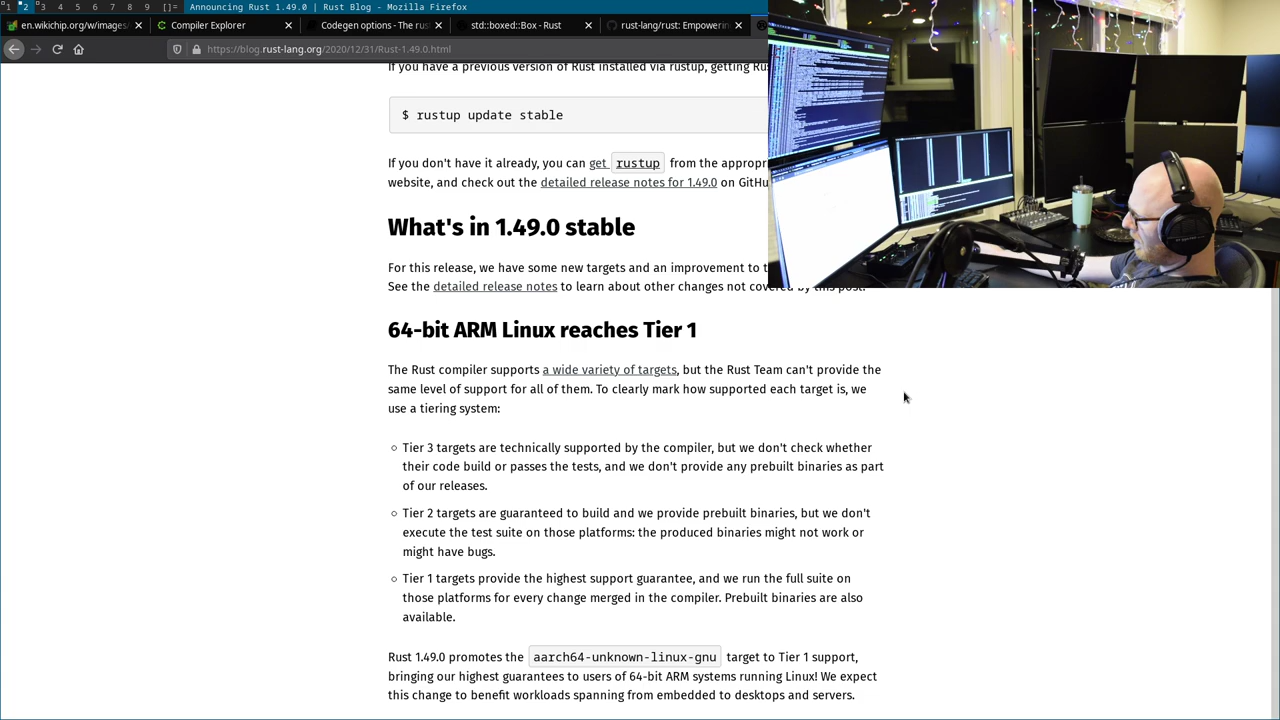 1 2 3 4 5 6 7 8 9 []= Announcing Rust 1.49.0 | Rust Blog - Mozilla Firefox
en.wikichip.org/w/images Compiler Explorer Codegen options - The rus std::boxed::Box - Rust rust-lang/rust: Empowerin
https://blog.rust-lang.org/2020/12/31/Rust-1.49.0.html
If you have a previous version of Rust installed via rustup, getting Rus
$ rustup update stable
If you don't have it already, you can get rustup from the appropr
website, and check out the detailed release notes for 1.49.0 on GitHu
What's in 1.49.0 stable
For this release, we have some new targets and an improvement to t
See the detailed release notes to learn about other changes not covered by this post.
64-bit ARM Linux reaches Tier 1
The Rust compiler supports a wide variety of targets, but the Rust Team can't provide the
same level of support for all of them. To clearly mark how supported each target is, we
use a tiering system:
Tier 3 targets are technically supported by the compiler, but we don't check whether
their code build or passes the tests, and we don't provide any prebuilt binaries as part
of our releases.
Tier 2 targets are guaranteed to build and we provide prebuilt binaries, but we don't
execute the test suite on those platforms: the produced binaries might not work or
might have bugs.
Tier 1 targets provide the highest support guarantee, and we run the full suite on
those platforms for every change merged in the compiler. Prebuilt binaries are also
available.
Rust 1.49.0 promotes the aarch64-unknown-linux-gnu target to Tier 1 support,
bringing our highest guarantees to users of 64-bit ARM systems running Linux! We expect
this change to benefit workloads spanning from embedded to desktops and servers.